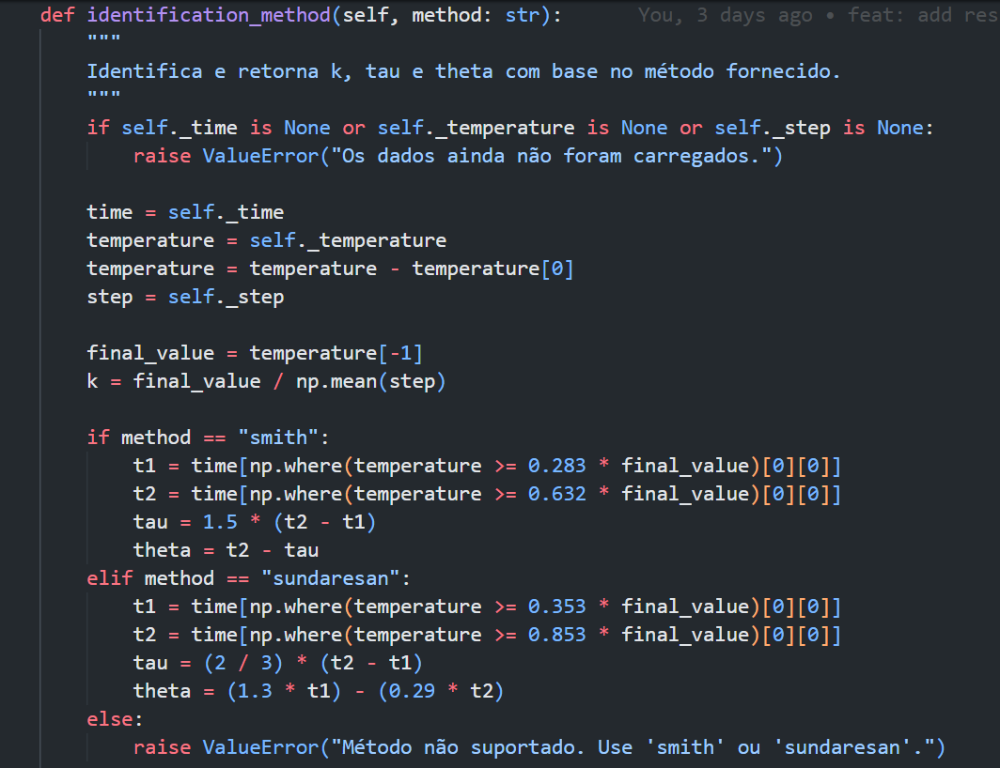 def identification_method(self, method: str): You, 3 days ago • feat: add res
"""
Identifica e retorna k, tau e theta com base no método fornecido.
"""
if self._time is None or self._temperature is None or self._step is None:
raise ValueError("Os dados ainda não foram carregados.")
time = self._time
temperature = self._temperature
temperature = temperature - temperature[0]
step = self._step
final_value = temperature[-1]
k = final_value / np.mean(step)
if method == "smith":
t1 = time[np.where(temperature >= 0.283 * final_value)[0][0]]
t2 = time[np.where(temperature >= 0.632 * final_value)[0][0]]
tau = 1.5 * (t2 - t1)
theta = t2 - tau
elif method == "sundaresan":
t1 = time[np.where(temperature >= 0.353 * final_value)[0][0]]
t2 = time[np.where(temperature >= 0.853 * final_value)[0][0]]
tau = (2 / 3) * (t2 - t1)
theta = (1.3 * t1) - (0.29 * t2)
else:
raise ValueError("Método não suportado. Use 'smith' ou 'sundaresan'.")